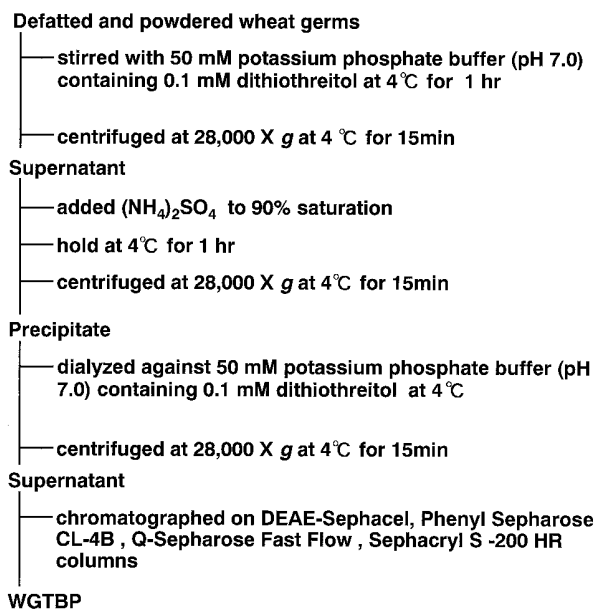 Defatted and powdered wheat germs
stirred with 50 mM potassium phosphate buffer (pH 7.0)
containing 0.1 mM dithiothreitol at 4℃ for 1 hr
centrifuged at 28,000 X g at 4 ℃ for 15min
Supernatant
added (NH₄)₂SO₄ to 90% saturation
hold at 4℃ for 1 hr
centrifuged at 28,000 X g at 4℃ for 15min
Precipitate
dialyzed against 50 mM potassium phosphate buffer (pH
7.0) containing 0.1 mM dithiothreitol at 4℃
centrifuged at 28,000 X g at 4℃ for 15min
Supernatant
chromatographed on DEAE-Sephacel, Phenyl Sepharose
CL-4B , Q-Sepharose Fast Flow , Sephacryl S -200 HR
columns
WGTBP